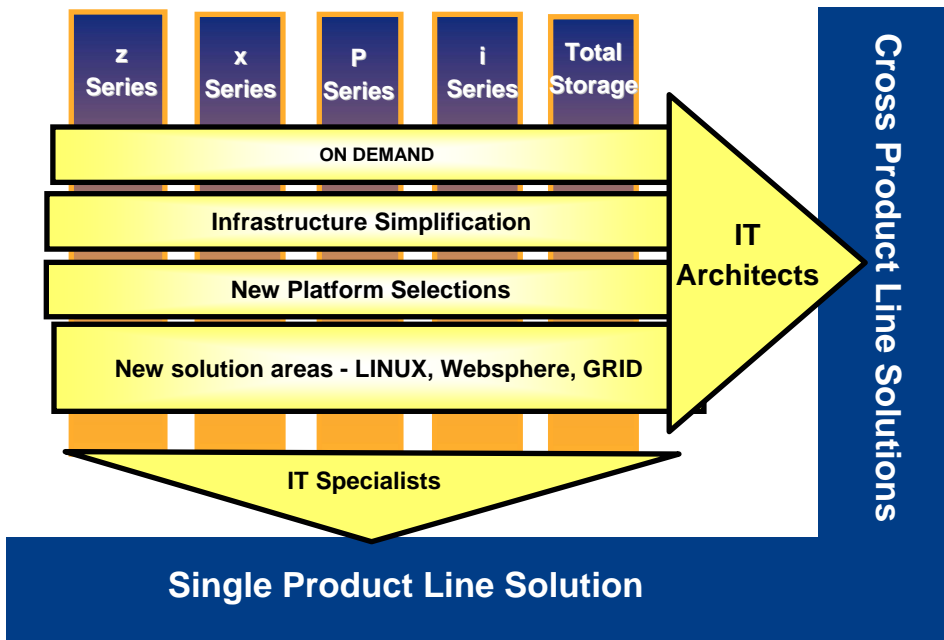 z
Series
x
Series
P
Series
i
Series
Total
Storage
ON DEMAND
Infrastructure Simplification
New Platform Selections
New solution areas - LINUX, Websphere, GRID
IT
Architects
IT Specialists
Cross Product Line Solutions
Single Product Line Solution